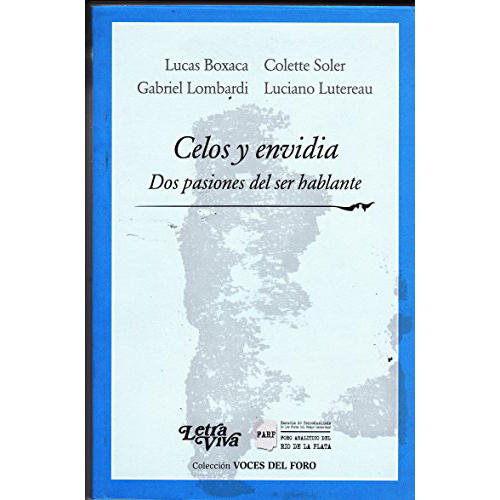 Lucas Boxaca Colette Soler
Gabriel Lombardi Luciano Lutereau
Celos y envidia
Dos pasiones del ser hablante
Letra
Viva
FARP
FORO ANALITICO DEL
RIO DE LA PLATA
Colección VOCES DEL FORO